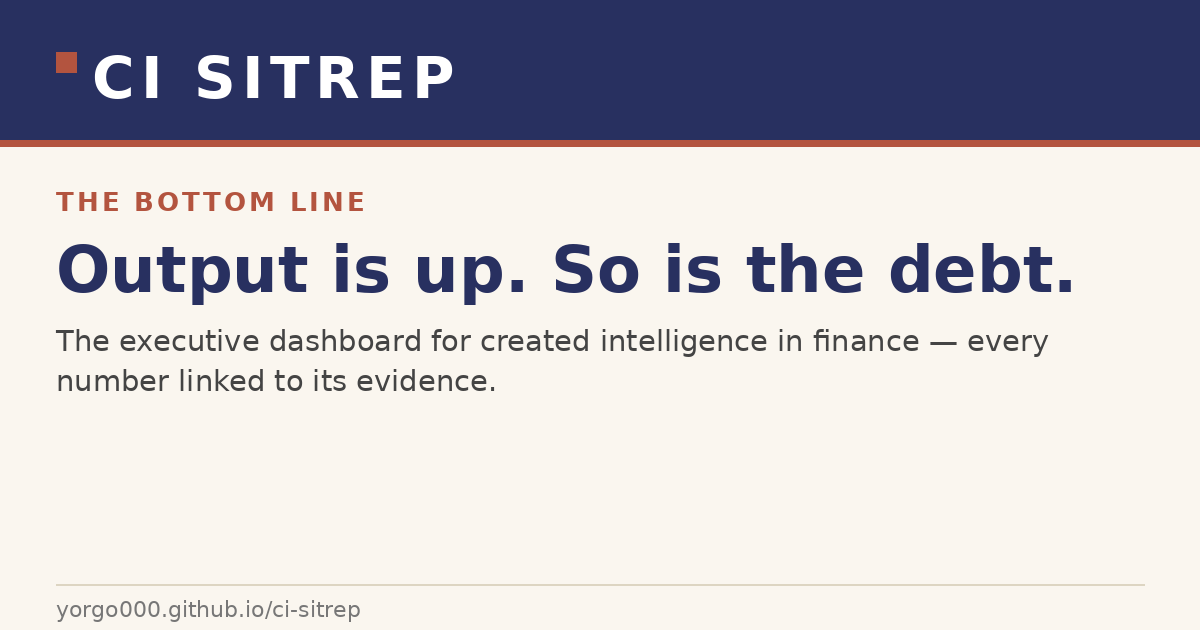 CI SITREP
THE BOTTOM LINE
Output is up. So is the debt.
The executive dashboard for created intelligence in finance — every
number linked to its evidence.
yorgo000.github.io/ci-sitrep